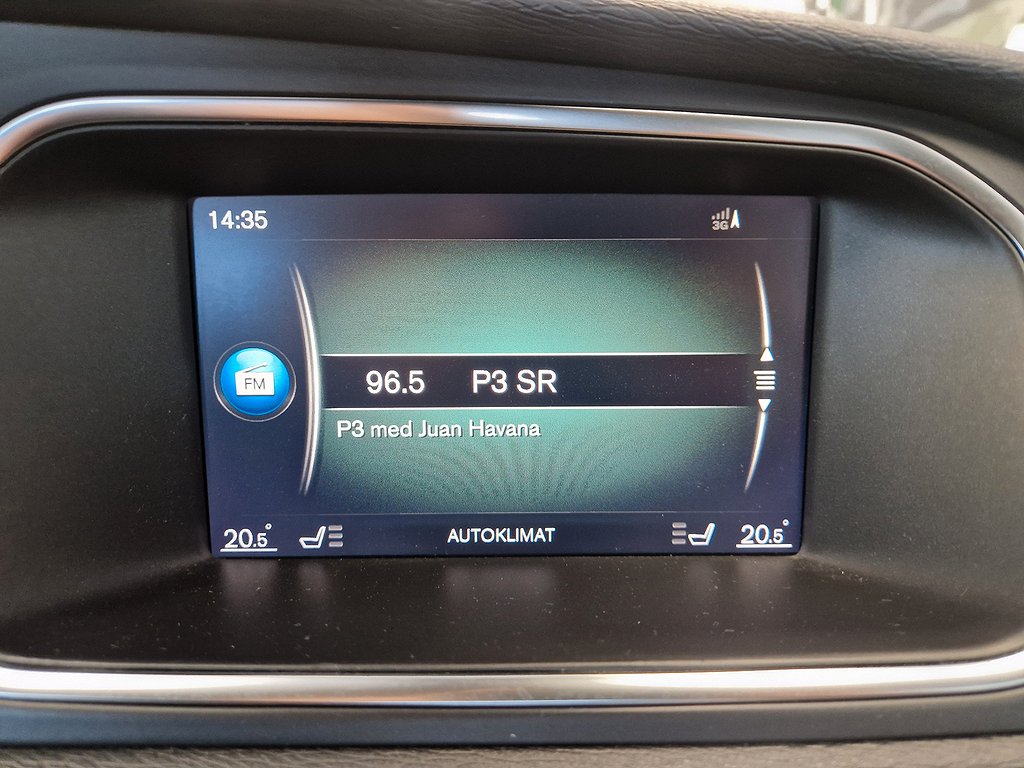 14:35
3G
FM
96.5 P3 SR
P3 med Juan Havana
20.5° AUTOKLIMAT 20.5°